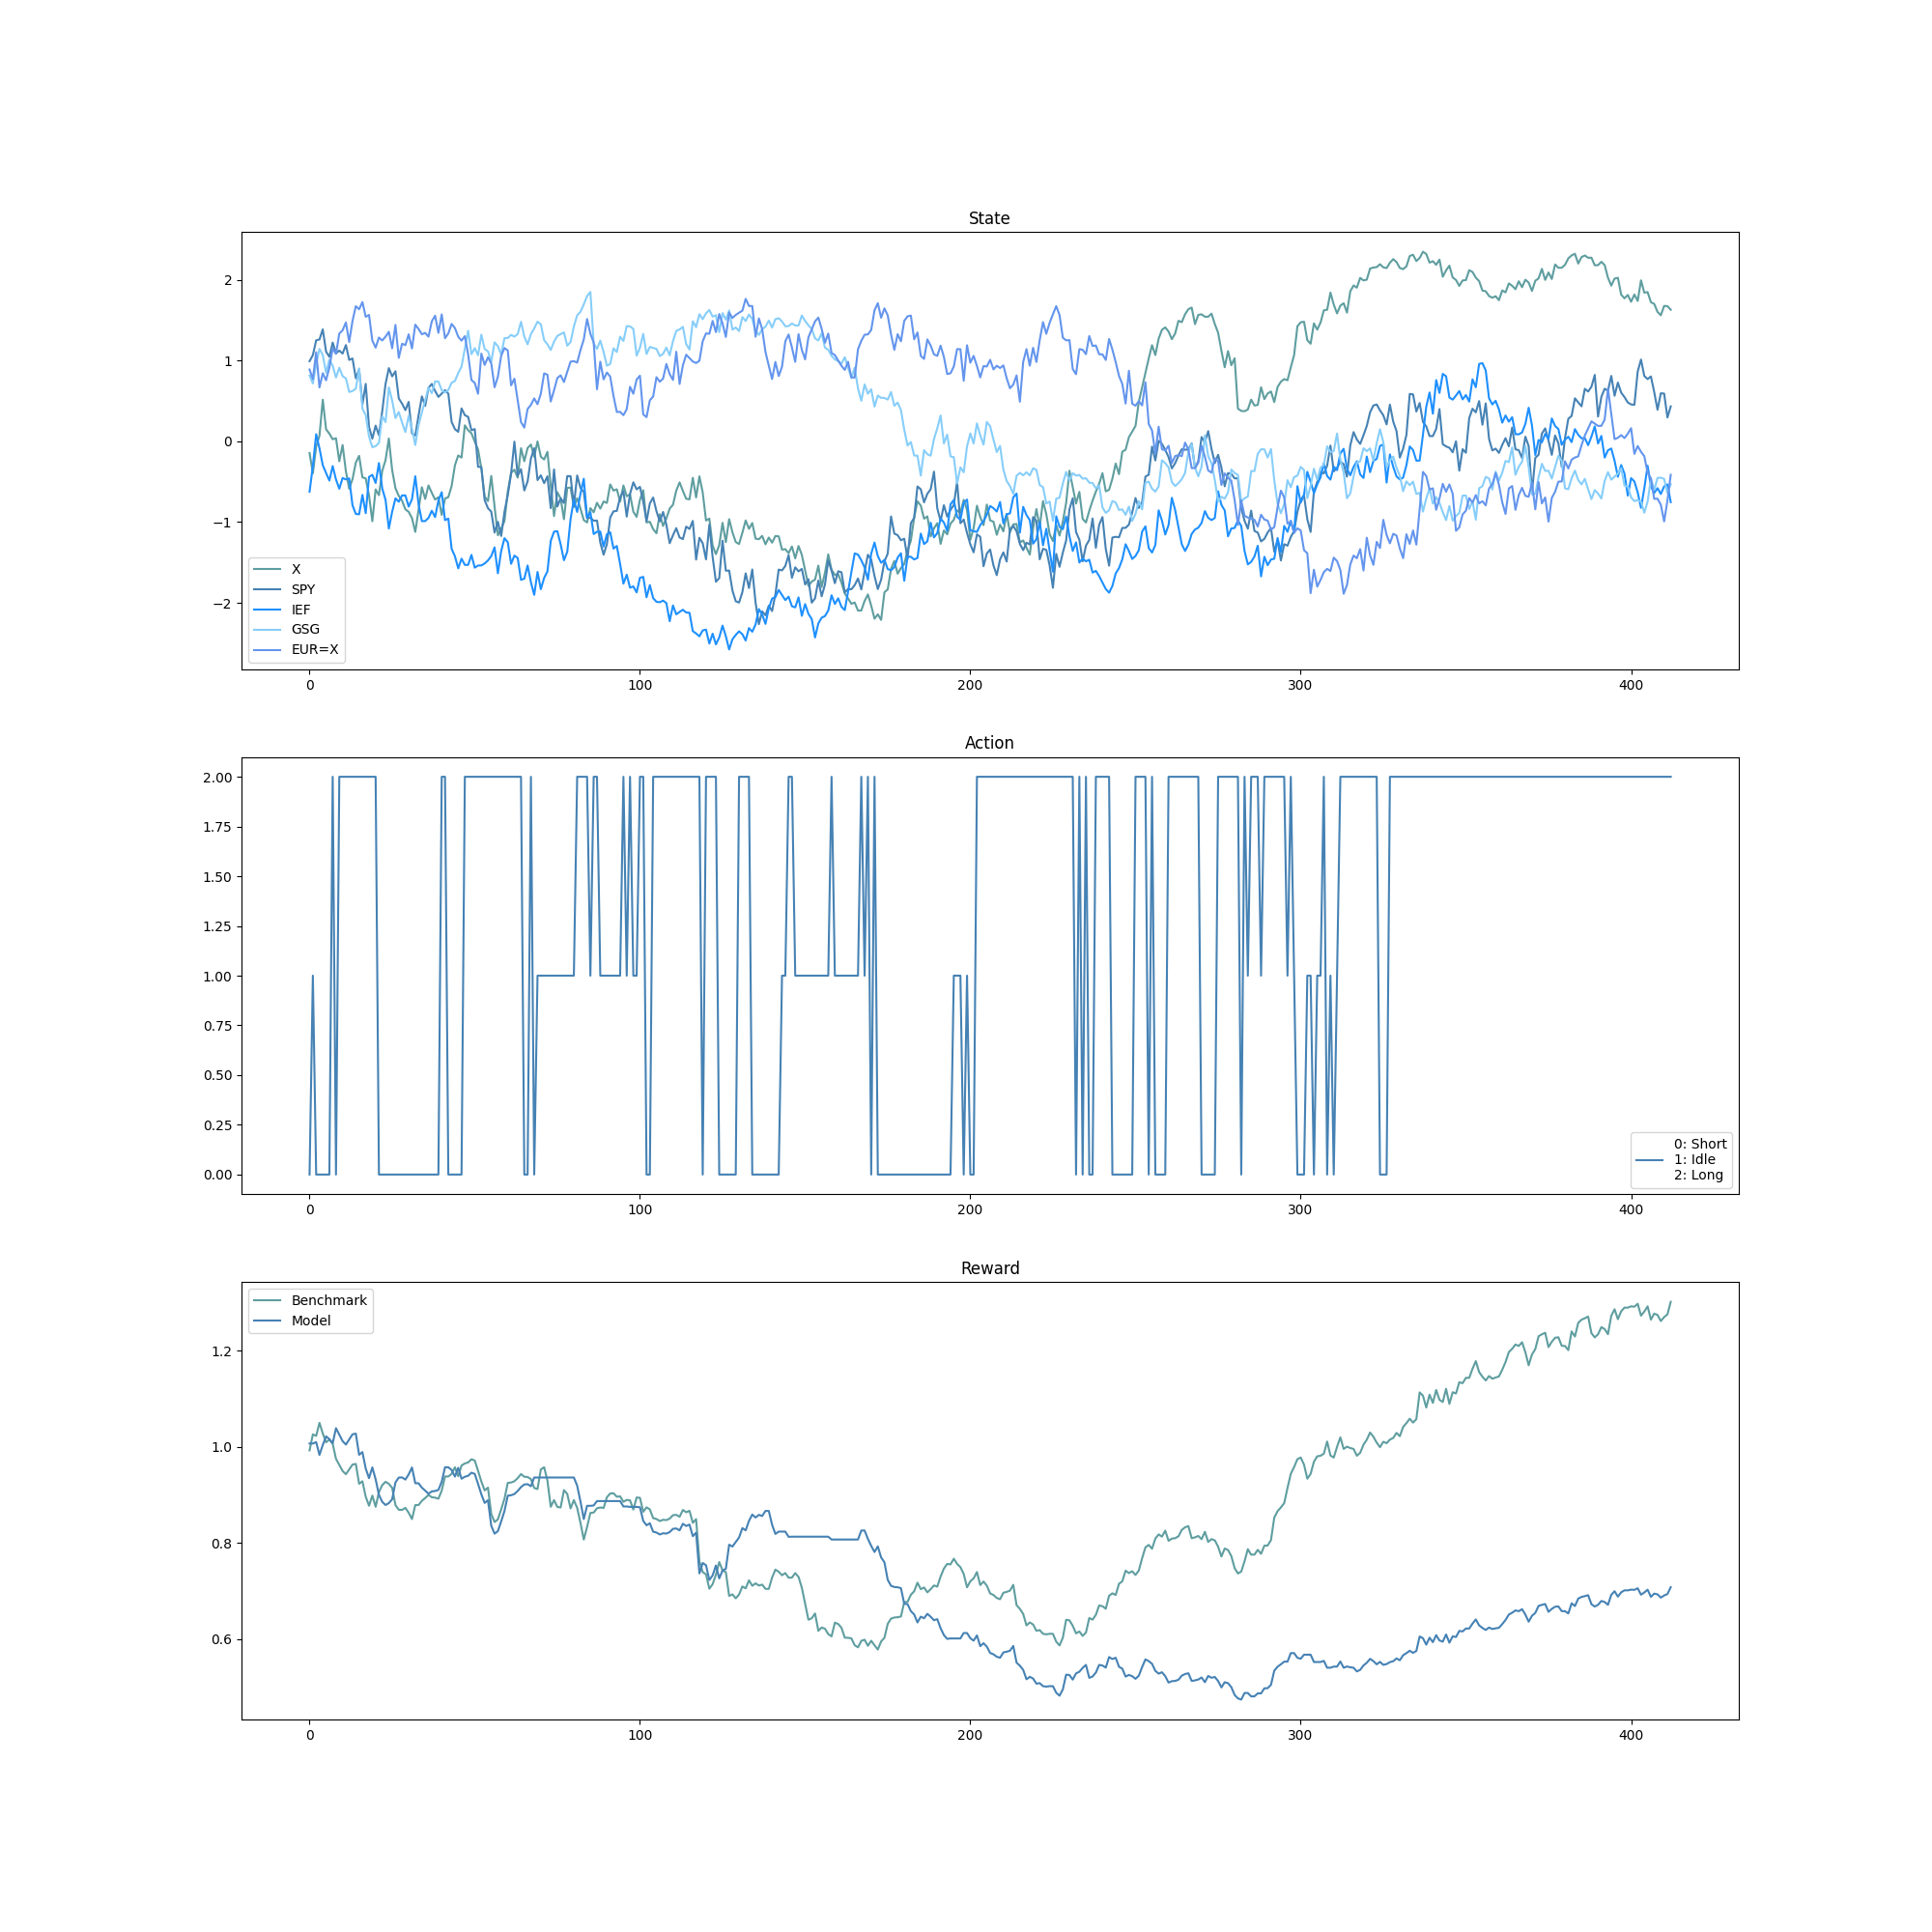 State
2
1
0
−1
−2
X
SPY
IEF
GSG
EUR=X
0 100 200 300 400
Action
2.00
1.75
1.50
1.25
1.00
0.75
0.50
0.25
0.00
0: Short
1: Idle
2: Long
0 100 200 300 400
Reward
Benchmark
Model
1.2
1.0
0.8
0.6
0 100 200 300 400